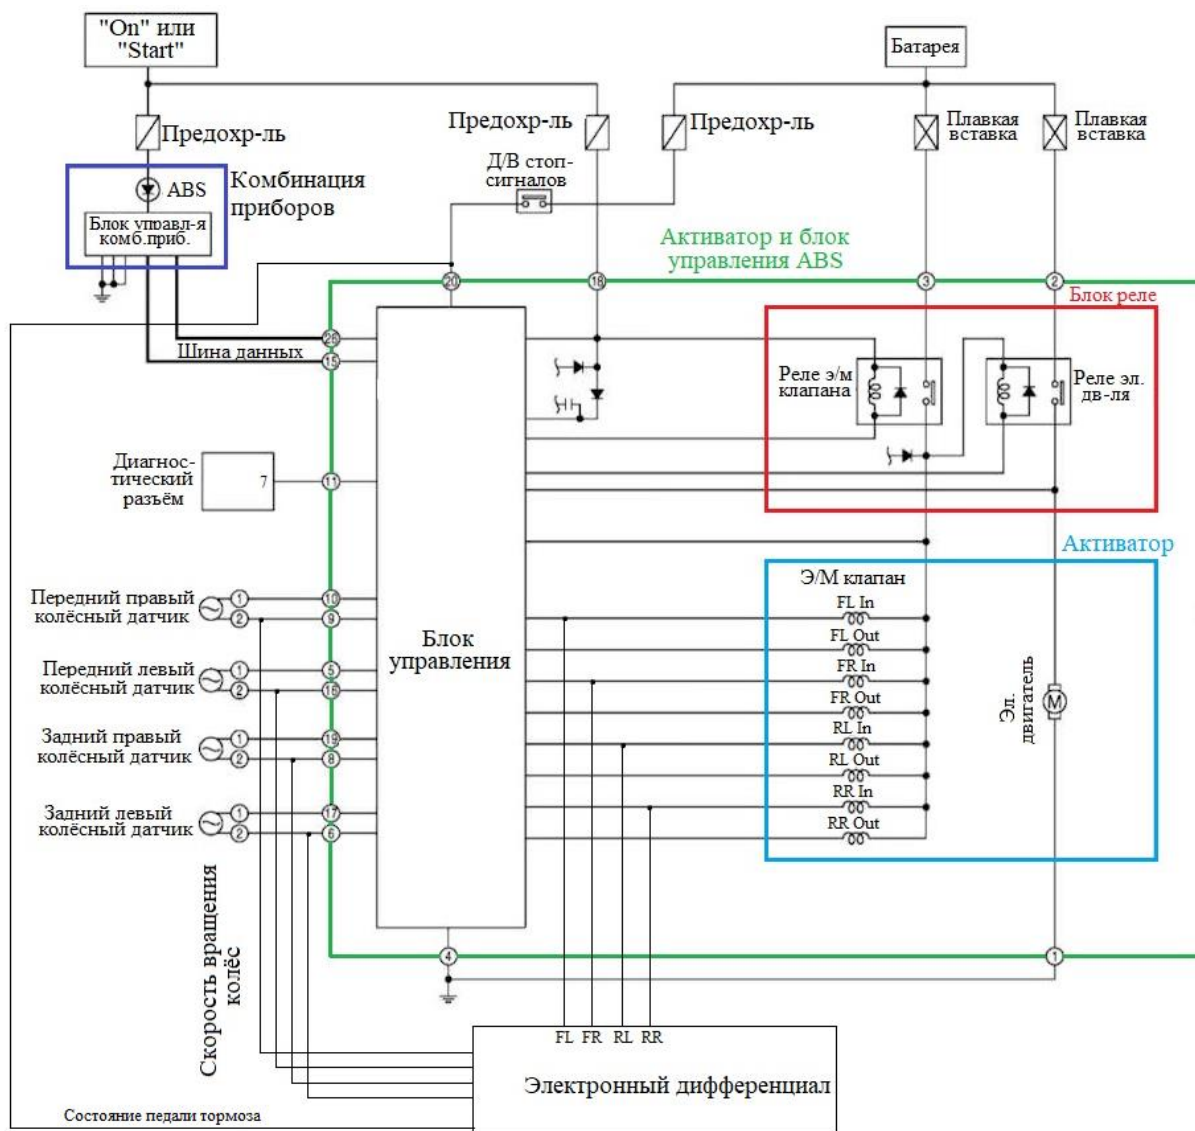 "On" или
"Start"
Батарея
Предохр-ль
Предохр-ль
Предохр-ль
Плавкая
вставка
Плавкая
вставка
Д/В стоп-
сигналов
ABS
Комбинация
приборов
Блок управл-я
комб.приб.
Активатор и блок
управления ABS
20
18
3
2
Блок реле
26
Шина данных
15
Реле э/м
клапана
Реле эл.
дв-ля
Диагнос-
тический
разъём
7
11
Активатор
Э/М клапан
Передний правый
колёсный датчик
1
2
10
9
Передний левый
колёсный датчик
1
2
5
16
Задний правый
колёсный датчик
1
2
19
8
Задний левый
колёсный датчик
1
2
17
6
Блок
управления
FL In
FL Out
FR In
FR Out
RL In
RL Out
RR In
RR Out
Эл.
двигатель
M
4
1
Скорость вращения
колёс
FL FR RL RR
Электронный дифференциал
Состояние педали тормоза